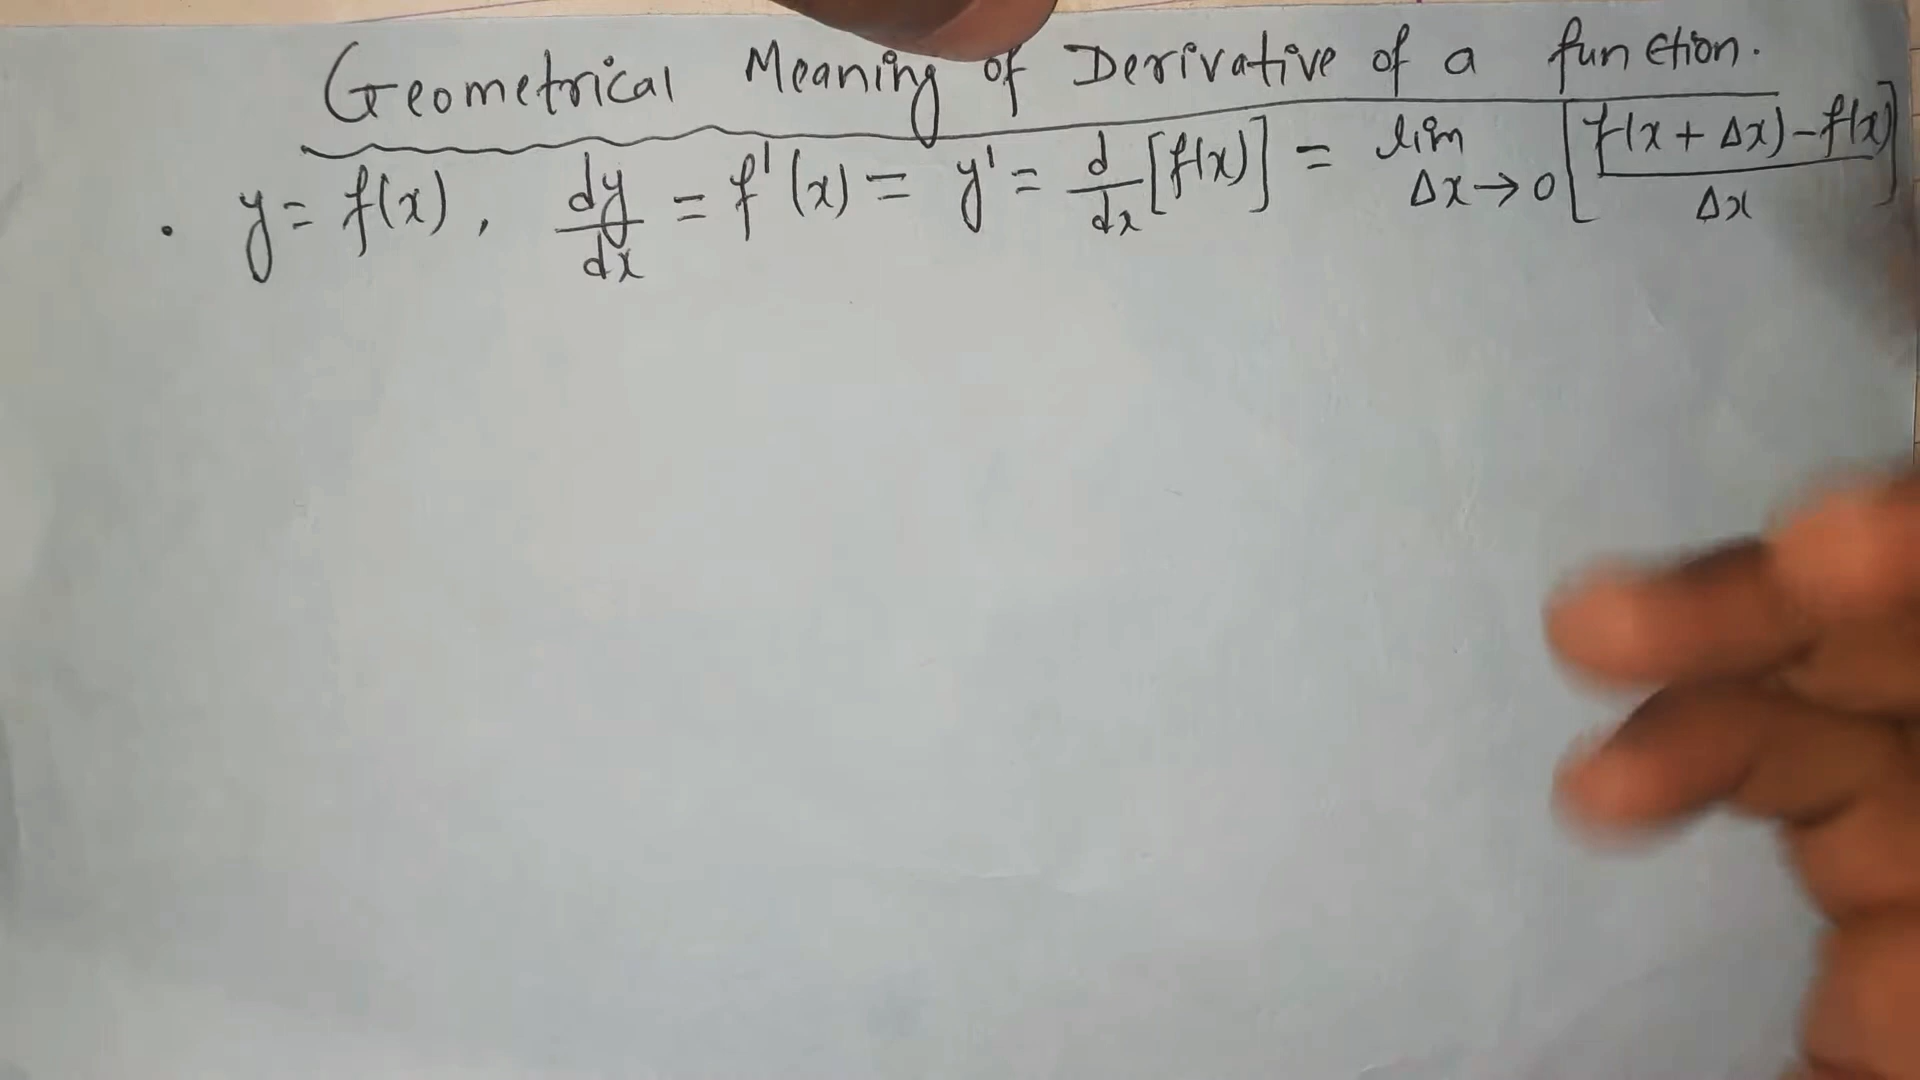 Geometrical Meaning of Derivative of a function.
. y = f(x), dy/dx = f'(x) = y' = d/dx [f(x)] = lim Δx→0 [f(x + Δx) - f(x) / Δx]